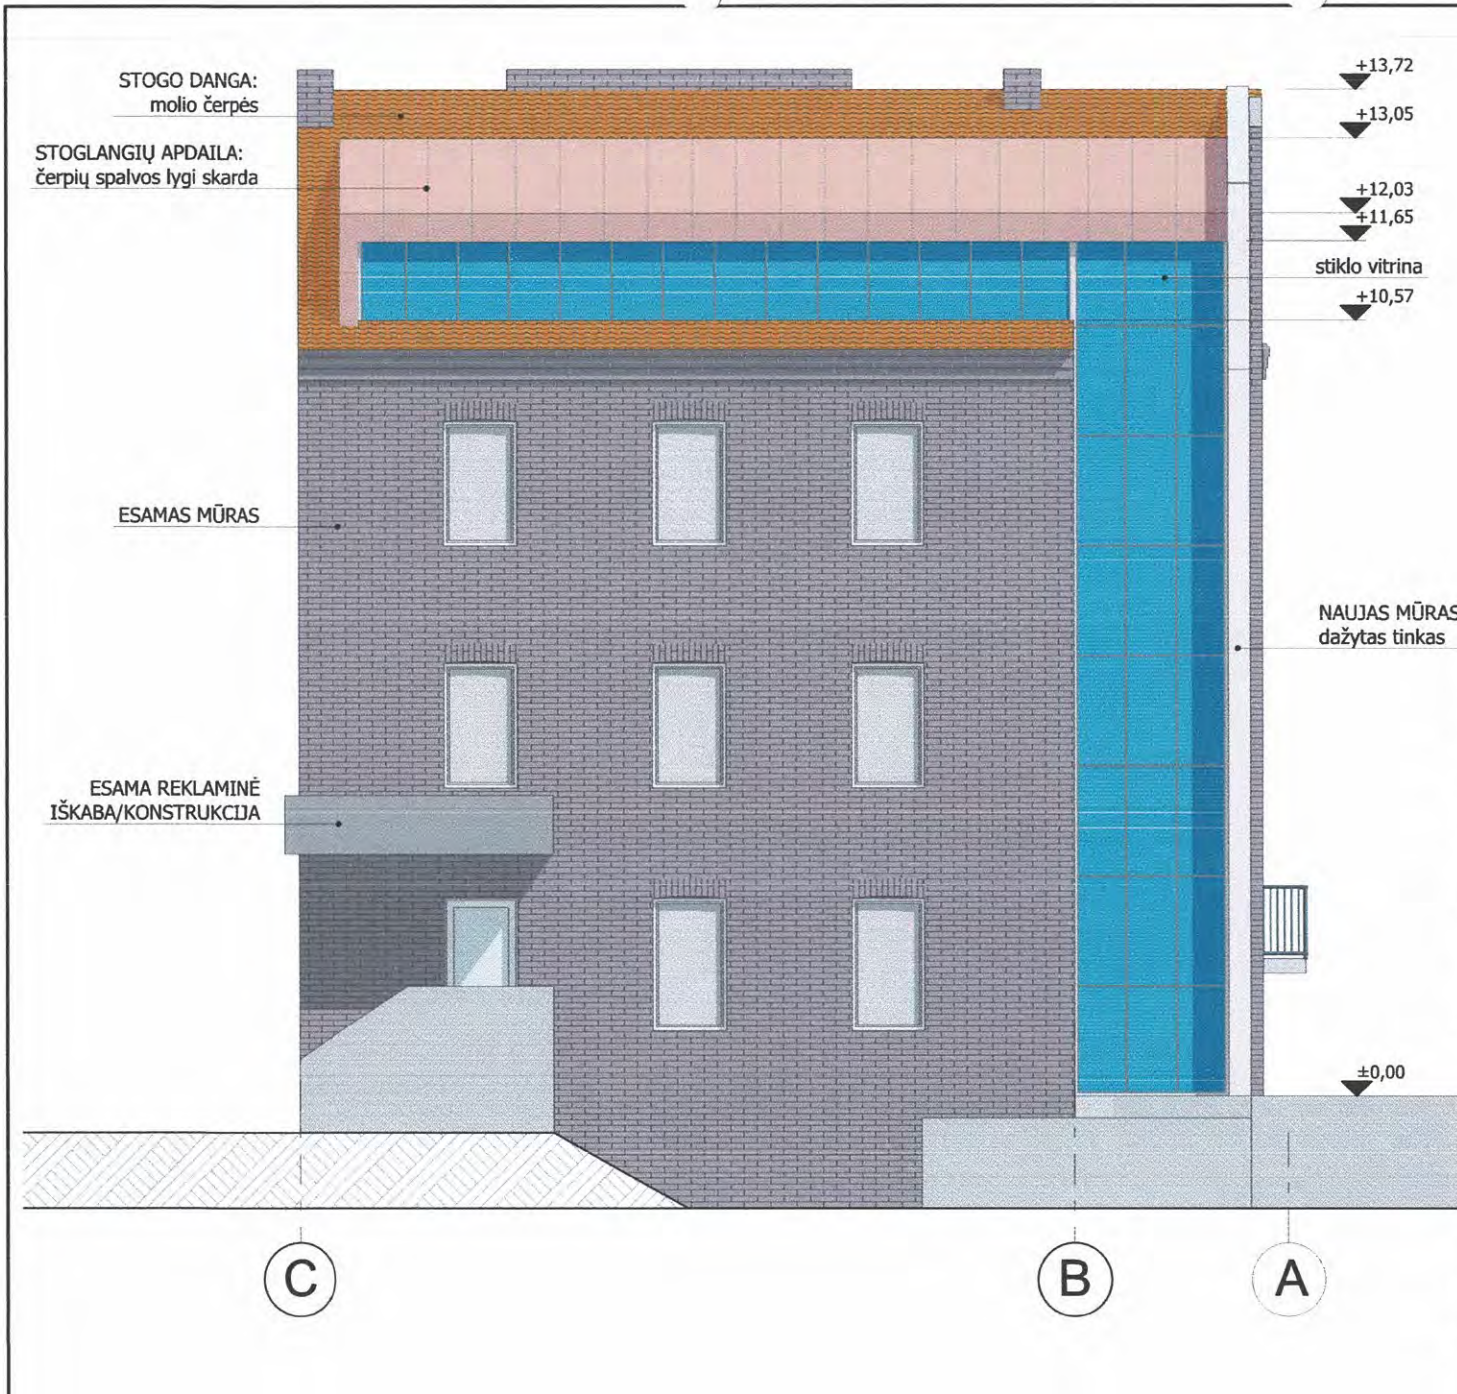 STOGO DANGA:
molio čerpės
STOGLANGIŲ APDAILA:
čerpių spalvos lygi skarda
ESAMAS MŪRAS
ESAMA REKLAMINĖ
IŠKABA/KONSTRUKCIJA
+13,72
+13,05
+12,03
+11,65
stiklo vitrina
+10,57
NAUJAS MŪRAS
dažytas tinkas
±0,00
C
B
A